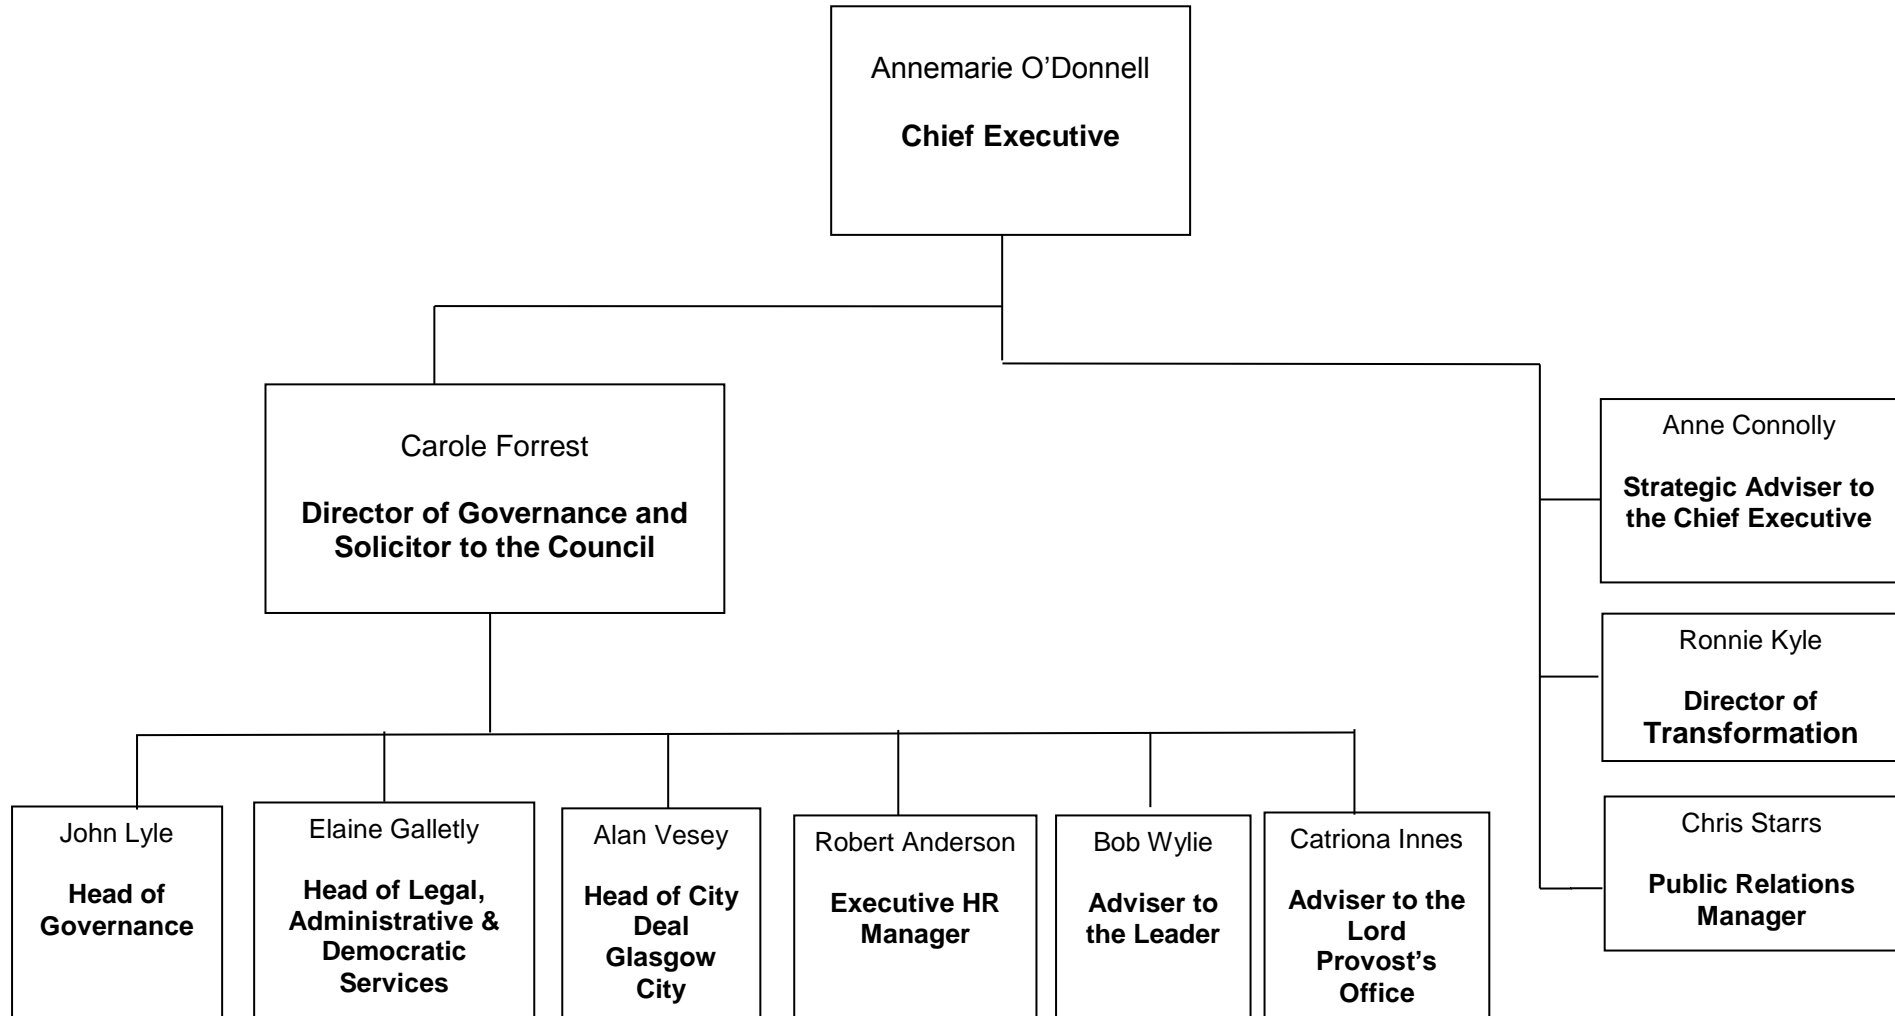 Annemarie O’Donnell
Chief Executive
Carole Forrest
Director of Governance and
Solicitor to the Council
Anne Connolly
Strategic Adviser to
the Chief Executive
Ronnie Kyle
Director of
Transformation
Chris Starrs
Public Relations
Manager
John Lyle
Head of
Governance
Elaine Galletly
Head of Legal,
Administrative &
Democratic
Services
Alan Vesey
Head of City
Deal
Glasgow
City
Robert Anderson
Executive HR
Manager
Bob Wylie
Adviser to
the Leader
Catriona Innes
Adviser to the
Lord
Provost’s
Office